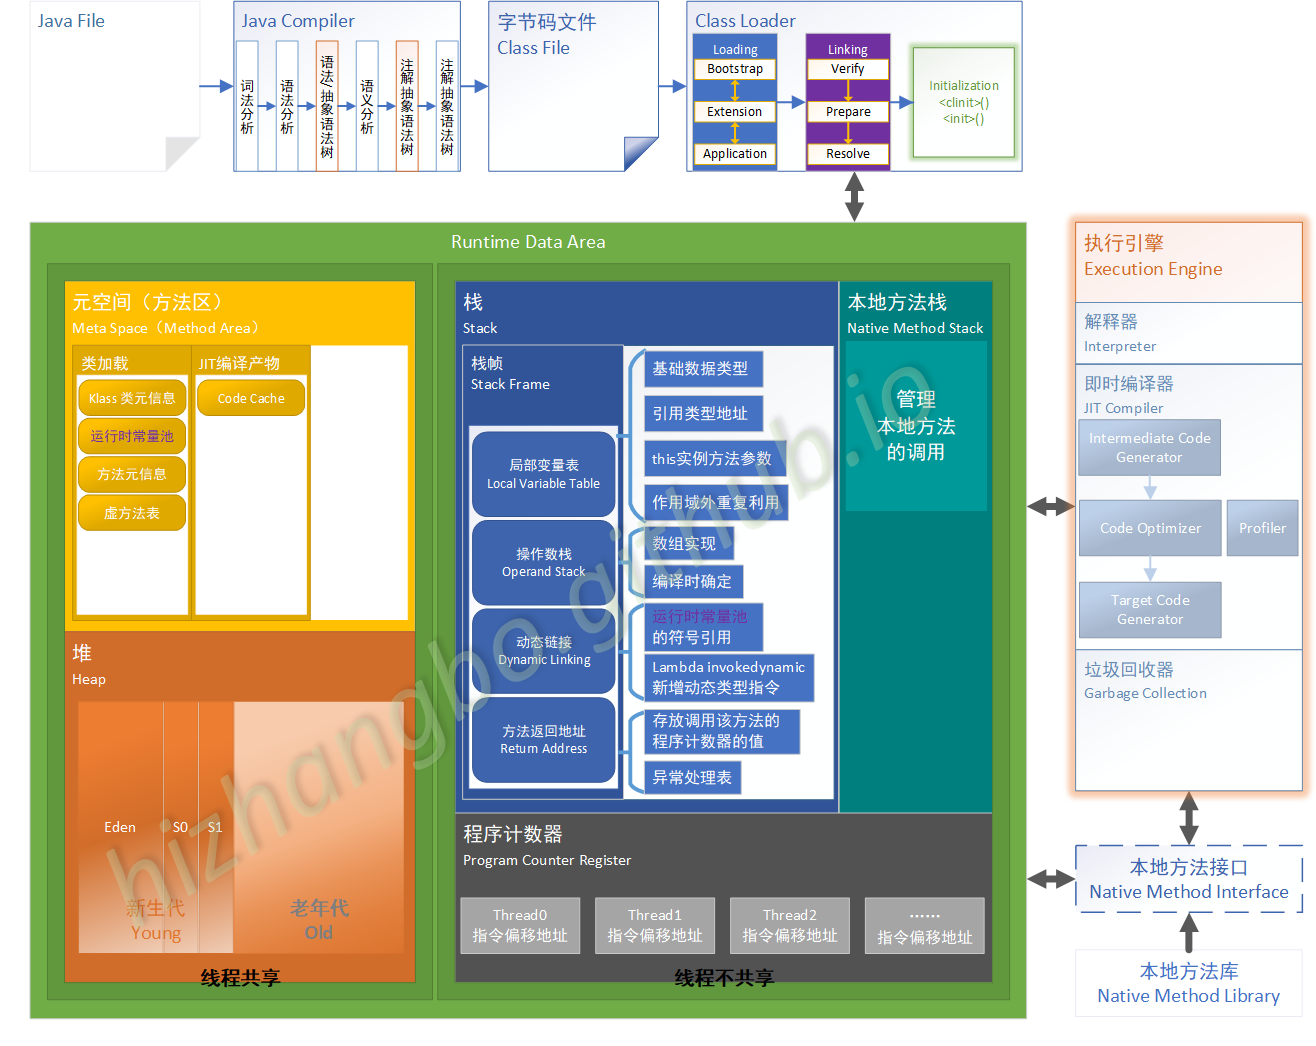 Java File
Java Compiler
词法分析
语法分析
语法/抽象语法树
语义分析
注解抽象语法树
注解抽象语法树
字节码文件
Class File
Class Loader
Loading
Bootstrap
Extension
Application
Linking
Verify
Prepare
Resolve
Initialization
<clinit>()
<init>()
Runtime Data Area
元空间（方法区）
Meta Space（Method Area）
类加载
Klass 类元信息
运行时常量池
方法元信息
虚方法表
JIT编译产物
Code Cache
堆
Heap
Eden
S0
S1
新生代
Young
老年代
Old
线程共享
栈
Stack
栈帧
Stack Frame
局部变量表
Local Variable Table
操作数栈
Operand Stack
动态链接
Dynamic Linking
方法返回地址
Return Address
基础数据类型
引用类型地址
this实例方法参数
作用域外重复利用
数组实现
编译时确定
运行时常量池
的符号引用
Lambda invokedynamic
新增动态类型指令
存放调用该方法的
程序计数器的值
异常处理表
本地方法栈
Native Method Stack
管理
本地方法
的调用
程序计数器
Program Counter Register
Thread0
指令偏移地址
Thread1
指令偏移地址
Thread2
指令偏移地址
……
指令偏移地址
线程不共享
执行引擎
Execution Engine
解释器
Interpreter
即时编译器
JIT Compiler
Intermediate Code
Generator
Code Optimizer
Profiler
Target Code
Generator
垃圾回收器
Garbage Collection
本地方法接口
Native Method Interface
本地方法库
Native Method Library
hizhangbo.github.io